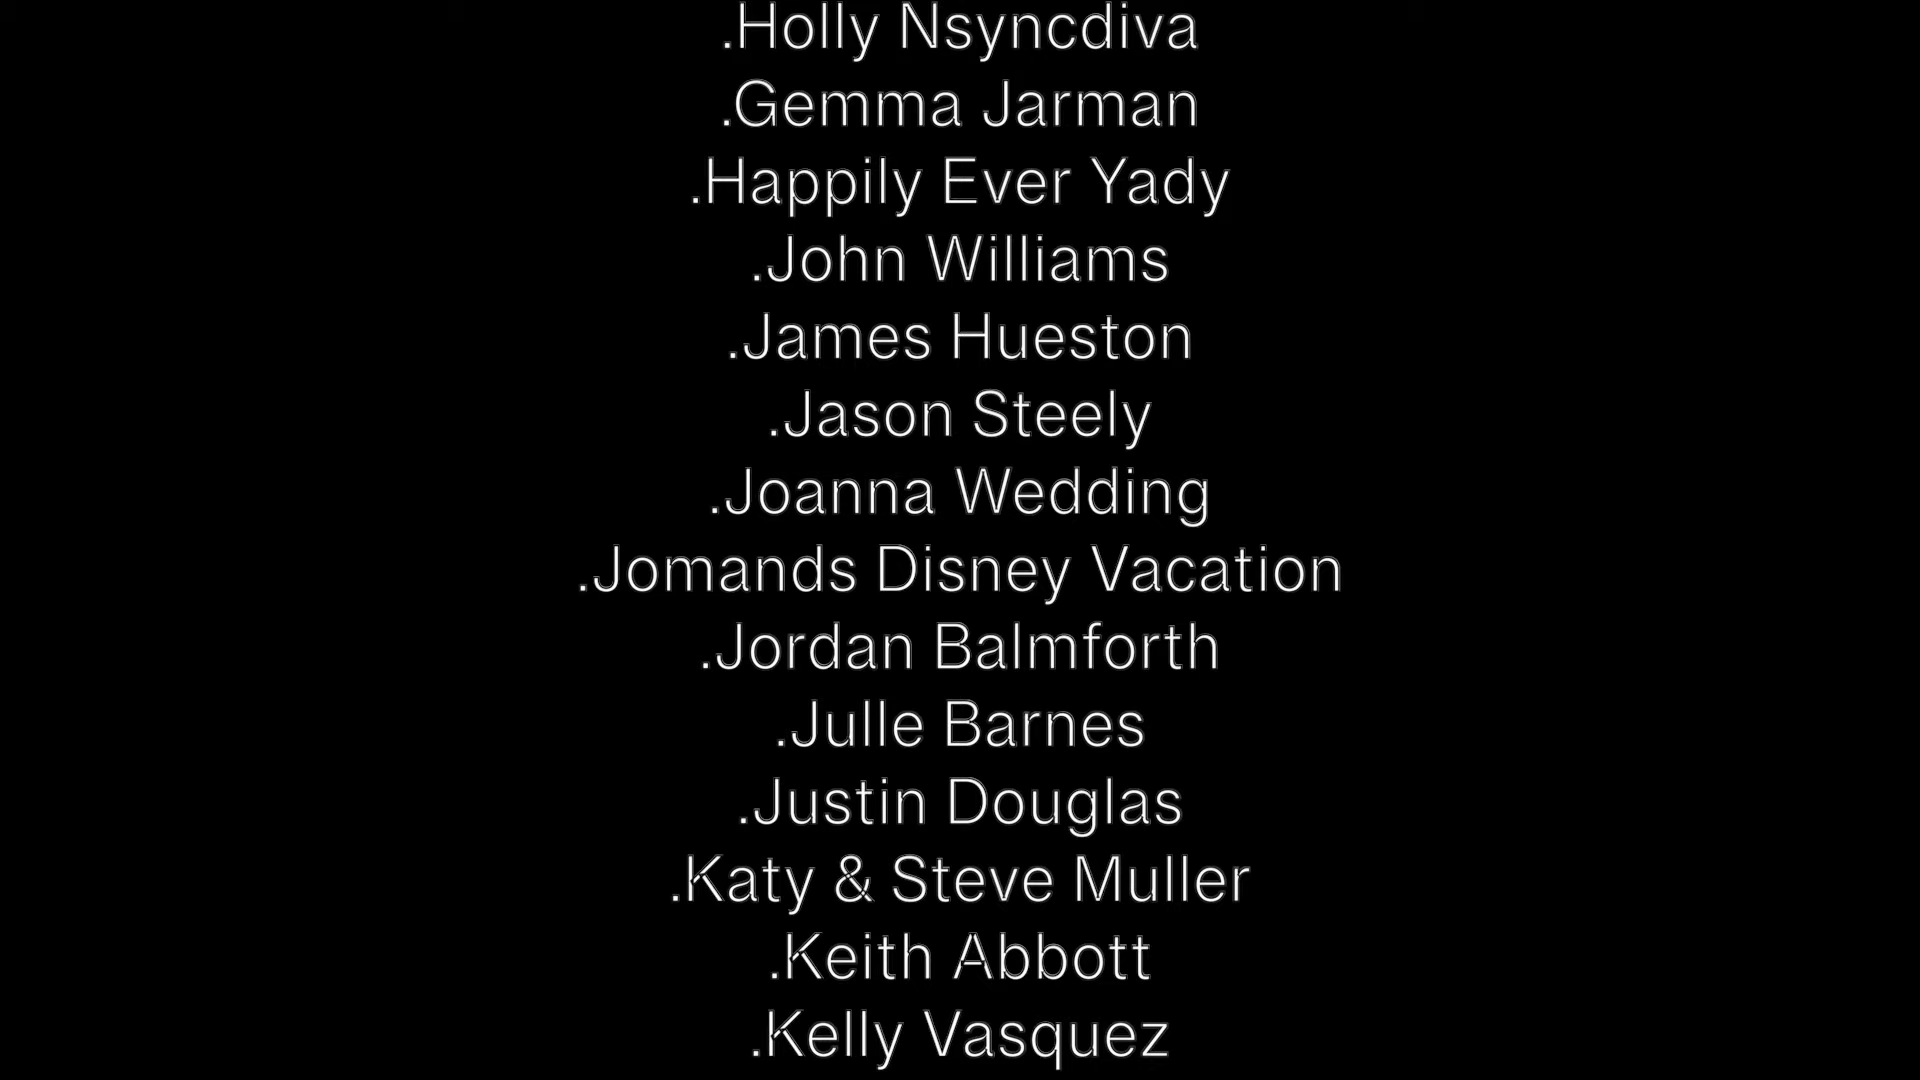 .Holly Nsyncdiva
.Gemma Jarman
.Happily Ever Yady
.John Williams
.James Hueston
.Jason Steely
.Joanna Wedding
.Jomands Disney Vacation
.Jordan Balmforth
.Julle Barnes
.Justin Douglas
.Katy & Steve Muller
.Keith Abbott
.Kelly Vasquez